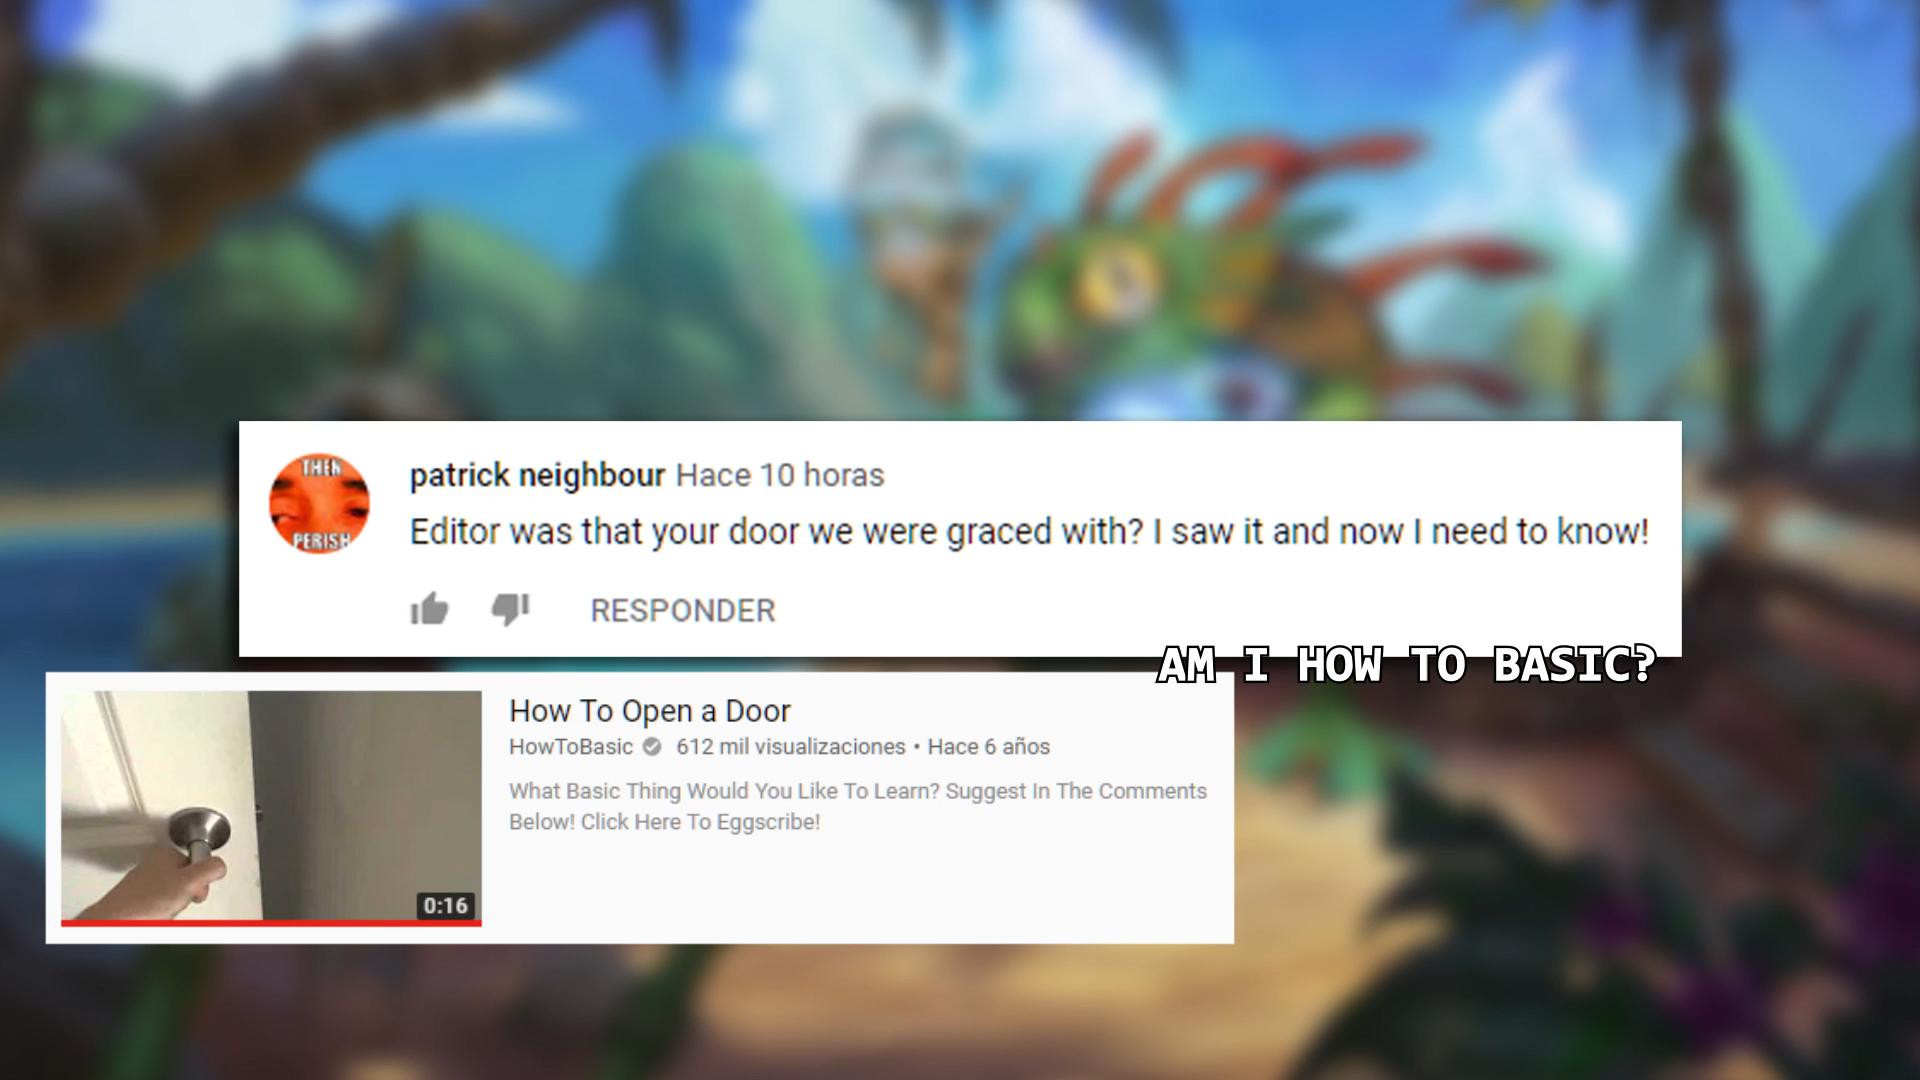 THEN
PERISH
patrick neighbour Hace 10 horas
Editor was that your door we were graced with? I saw it and now I need to know!
RESPONDER
AM I HOW TO BASIC?
How To Open a Door
HowToBasic 612 mil visualizaciones • Hace 6 años
What Basic Thing Would You Like To Learn? Suggest In The Comments
Below! Click Here To Eggscribe!
0:16